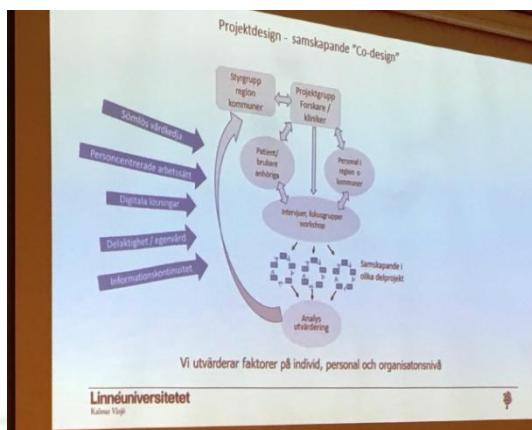 Projektdesign - samskapande "Co-design"
Styrgrupp
region
kommuner
Projektgrupp
Forskare /
kliniker
Sömlös vårdkedja
Personcentrerade arbetssätt
Digitala lösningar
Delaktighet / egenvård
Informationskontinuitet
Patient/
brukare
anhöriga
Personal i
region o
kommuner
Intervjuer, fokusgrupper
workshop
Samskapande i
olika delprojekt
Analys
utvärdering
Vi utvärderar faktorer på individ, personal och organisatonsnivå
Linnéuniversitetet
Kalmar Växjö